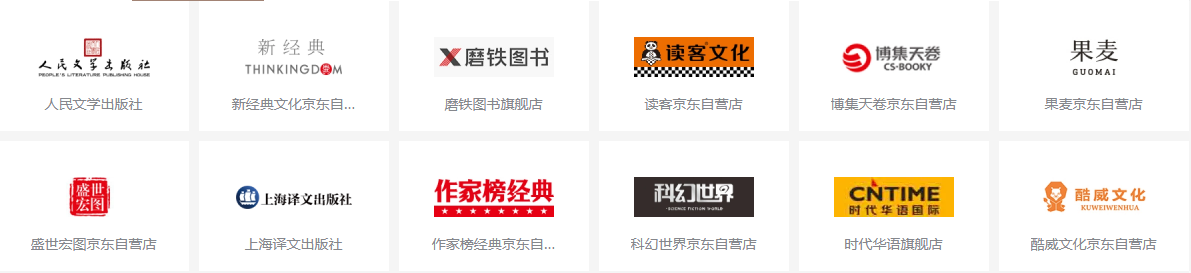 人民文学出版社
PEOPLE'S LITERATURE PUBLISHING HOUSE
人民文学出版社
新经典
THINKINGDOM
新经典文化京东自...
磨铁图书
磨铁图书旗舰店
读客文化
读客京东自营店
博集天卷
CS-BOOKY
博集天卷京东自营店
果麦
GUOMAI
果麦京东自营店
盛世
宏图
盛世宏图京东自营店
上海译文出版社
上海译文出版社
作家榜经典
作家榜经典京东自...
科幻世界
SCIENCE FICTION WORLD
科幻世界京东自营店
CNTIME
时代华语国际
时代华语旗舰店
酷威文化
KUWEIWENHUA
酷威文化京东自营店